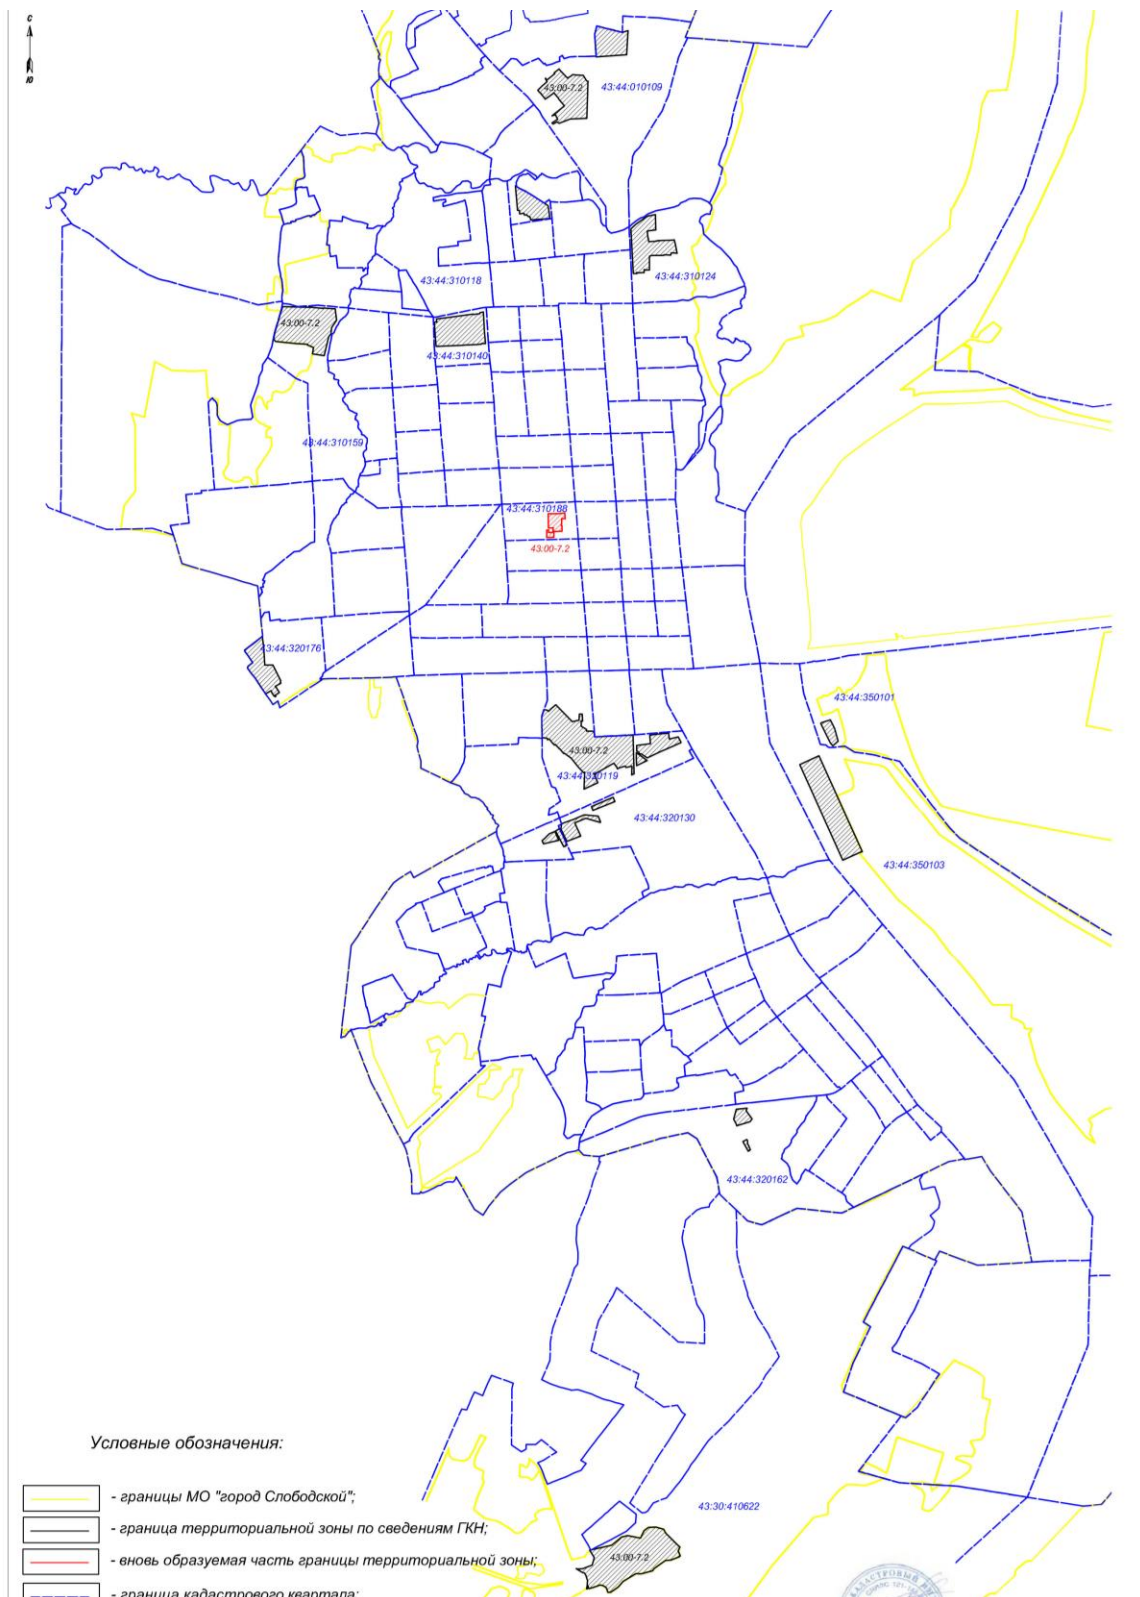 С
Ю
43:00-7.2
43:44:010109
43:44:310118
43:44:310124
43:00-7.2
43:44:310140
43:44:310159
43:44:310188
43:00-7.2
43:44:320176
43:44:350101
43:00-7.2
43:44:320119
43:44:320130
43:44:350103
43:44:320162
Условные обозначения:
- границы МО "город Слободской";
43:30:410622
- граница территориальной зоны по сведениям ГКН;
- вновь образуемая часть границы территориальной зоны;
43:00-7.2
- граница кадастрового квартала;